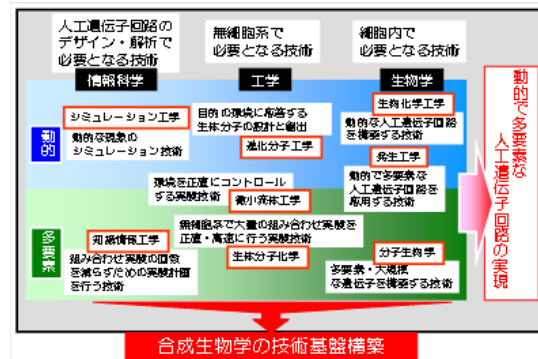 人工遺伝子回路の
デザイン・解析で
必要となる技術
無細胞系で
必要となる技術
細胞内で
必要となる技術
情報科学
工学
生物学
動的
シミュレーション工学
動的な現象の
シミュレーション技術
目的の環境に応答する
生体分子の設計と創出
進化分子工学
生物化学工学
動的な人工遺伝子回路
を構築する技術
発生工学
動的で多要素な
人工遺伝子回路を
応用する技術
環境を正確にコントロール
する実験技術
微小流体工学
多要素
知識情報工学
組み合わせ実験の回数
を減らすための実験計画
を行う技術
無細胞系で大量の組み合わせ実験を
正確・高速に行う実験技術
生体分子化学
分子生物学
多要素・大規模
な遺伝子を構築する技術
動的で多要素な
人工遺伝子回路の実現
合成生物学の技術基盤構築